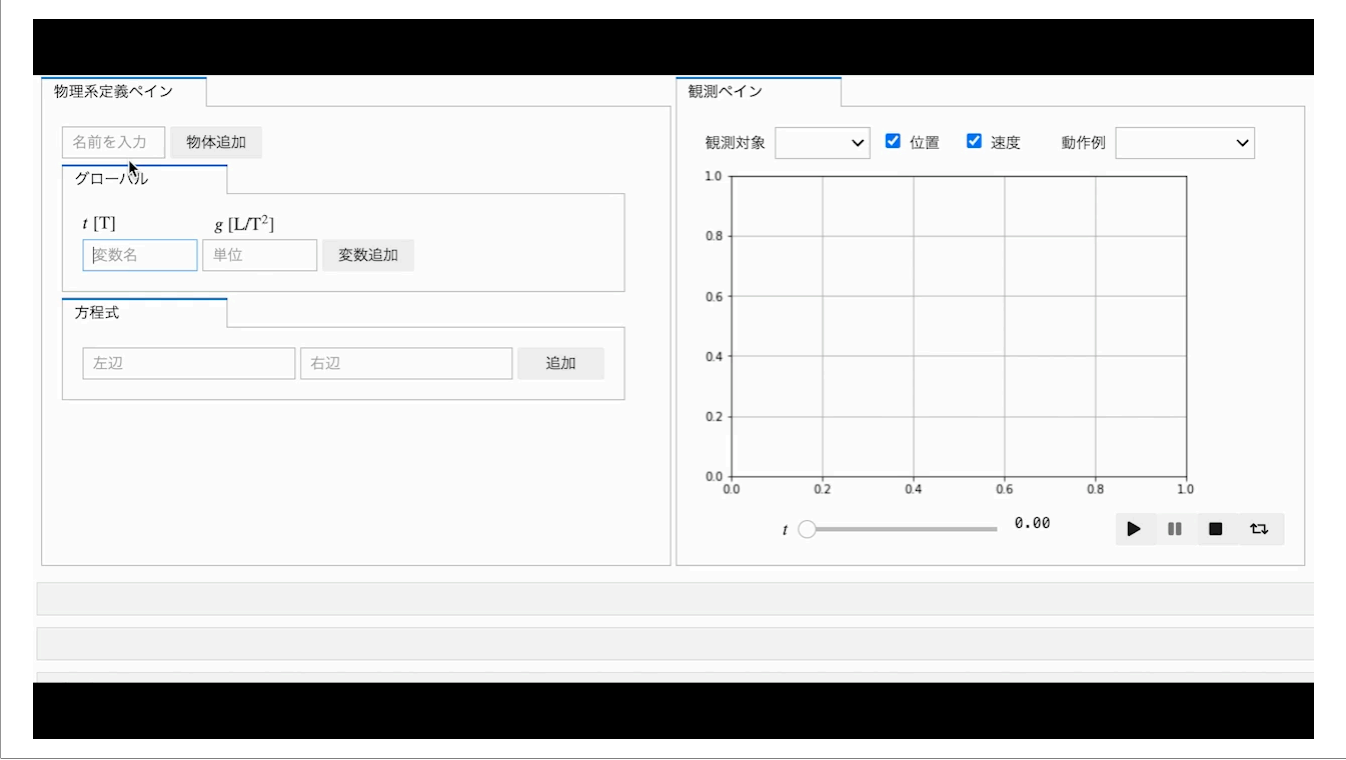 物理系定義ペイン
名前を入力 物体追加
グローバル
t [T] g [L/T²]
変数名 単位 変数追加
方程式
左辺 右辺 追加
観測ペイン
観測対象 位置 速度 動作例
1.0
0.8
0.6
0.4
0.2
0.0
0.0 0.2 0.4 0.6 0.8 1.0
t 0.00